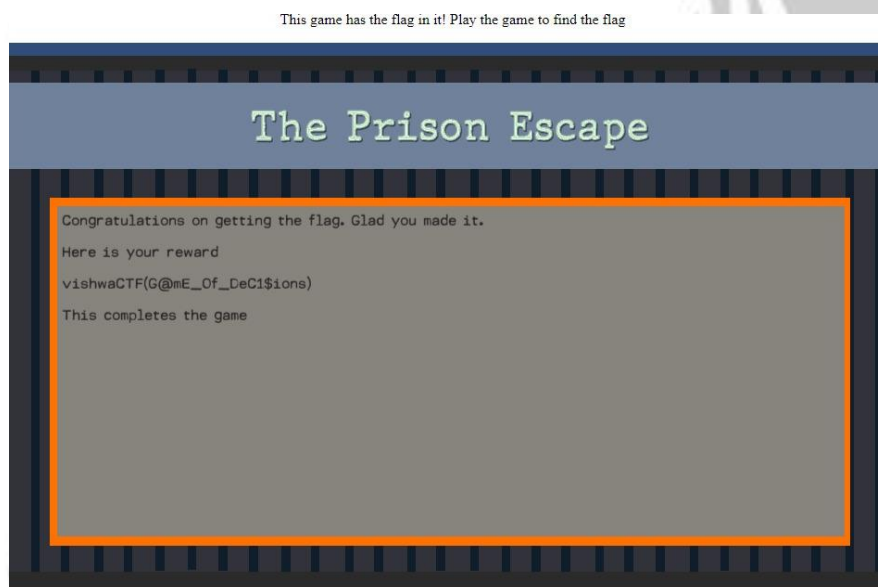 This game has the flag in it! Play the game to find the flag
The Prison Escape
Congratulations on getting the flag. Glad you made it.
Here is your reward
vishwaCTF(G@mE_Of_DeC1$ions)
This completes the game